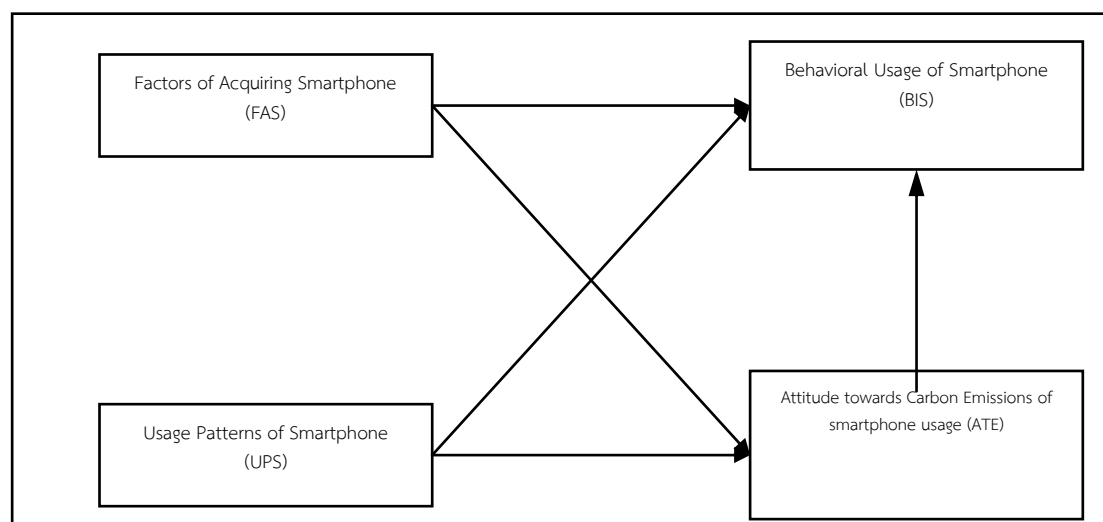 Factors of Acquiring Smartphone
(FAS)
Behavioral Usage of Smartphone
(BIS)
Usage Patterns of Smartphone
(UPS)
Attitude towards Carbon Emissions of
smartphone usage (ATE)